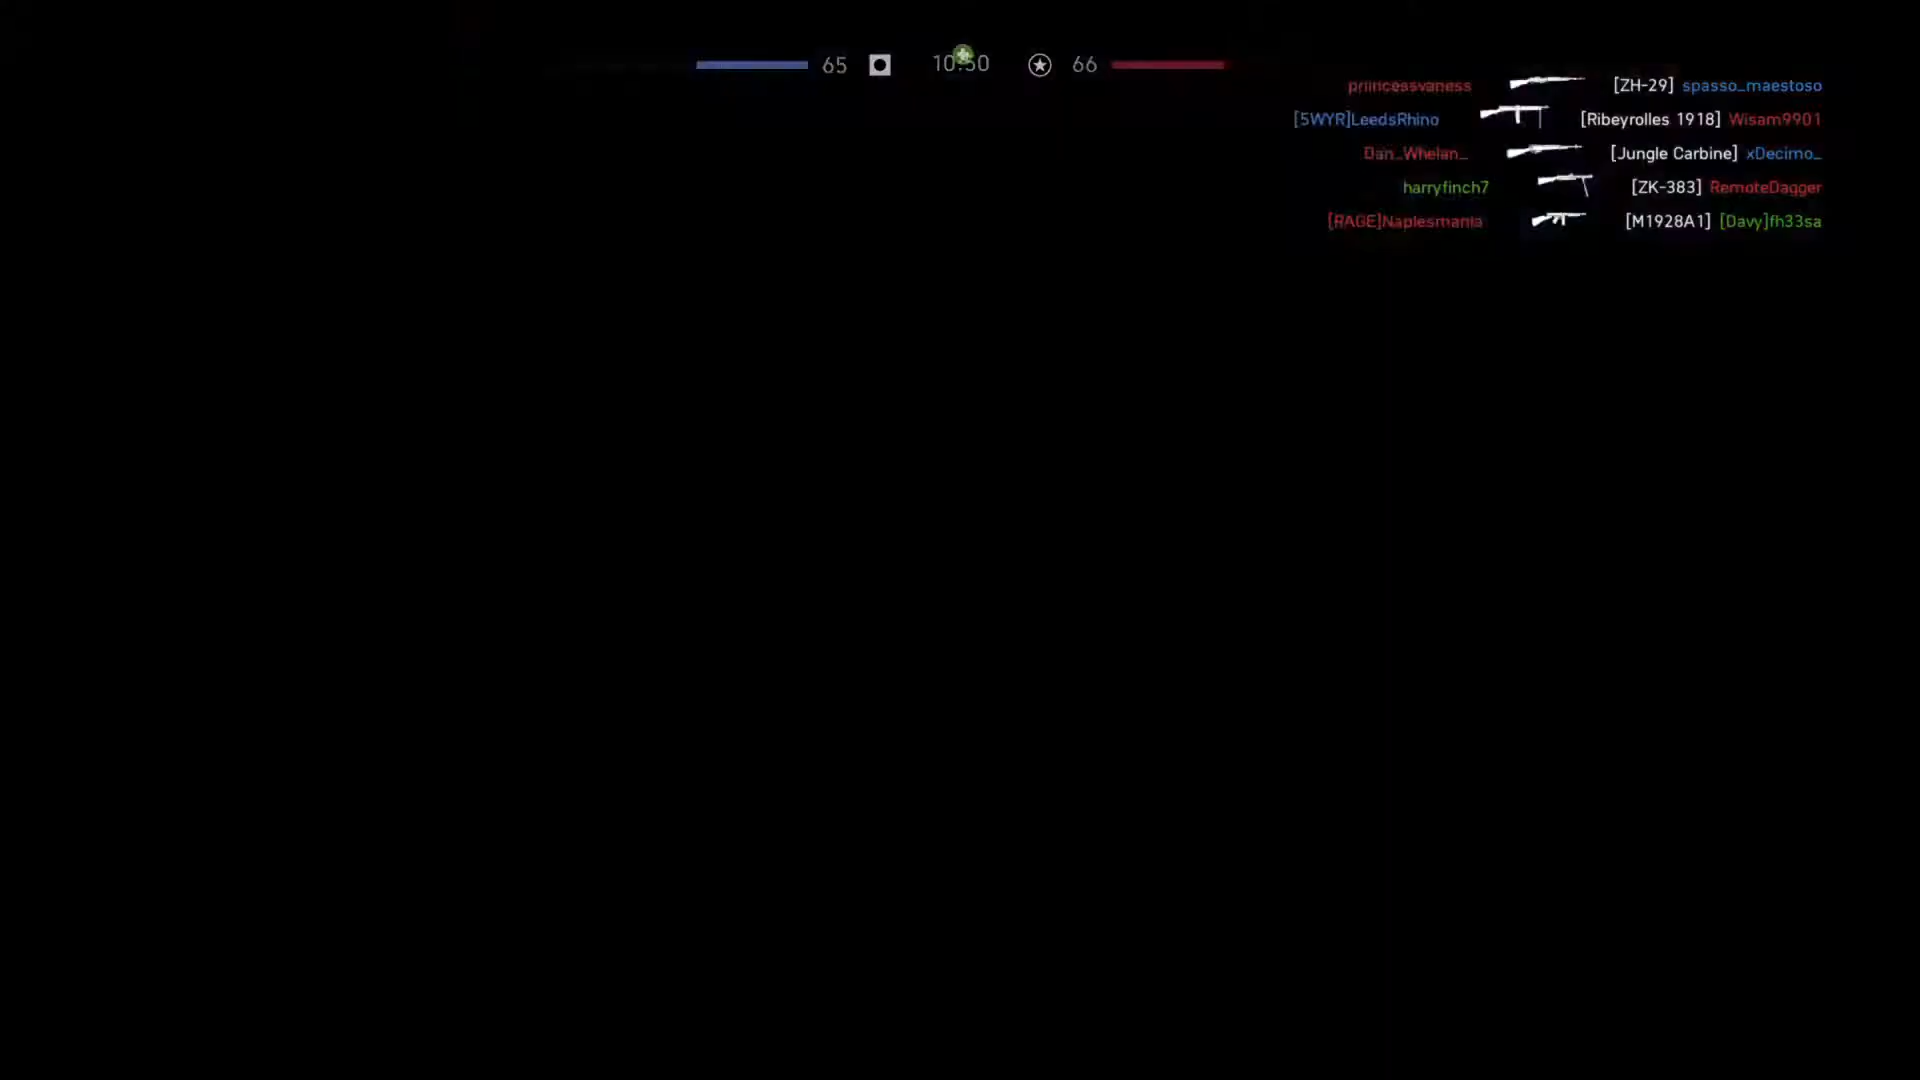 65 10:50 66
priincessvaness [ZH-29] spasso_maestoso
[5WYR]LeedsRhino [Ribeyrolles 1918] Wisam9901
Dan_Whelan_ [Jungle Carbine] xDecimo_
harryfinch7 [ZK-383] RemoteDagger
[RAGE]Naplesmania [M1928A1] [Davy]fh33sa